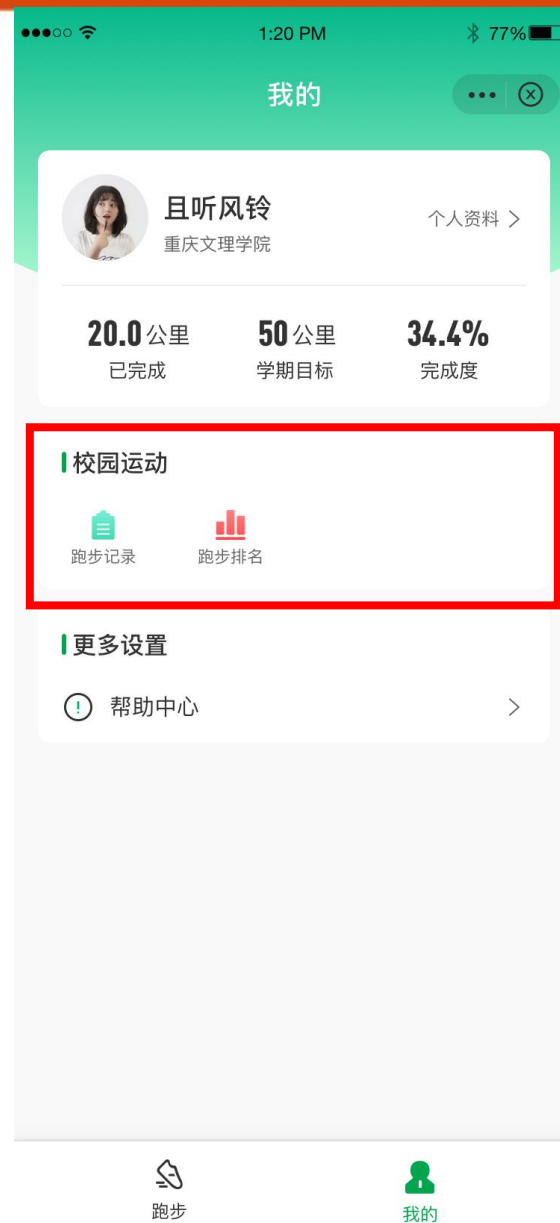 1:20 PM
77%
我的
且听风铃
重庆文理学院
个人资料
20.0公里
50公里
34.4%
已完成
学期目标
完成度
校园运动
跑步记录
跑步排名
更多设置
帮助中心
跑步
我的